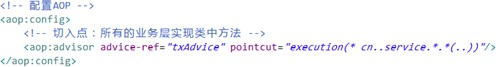 <!-- 配置AOP -->
<aop:config>
<!-- 切入点：所有的业务层实现类中方法 -->
<aop:advisor advice-ref="txAdvice" pointcut="execution(* cn..service.*.*(..))"/>
</aop:config>